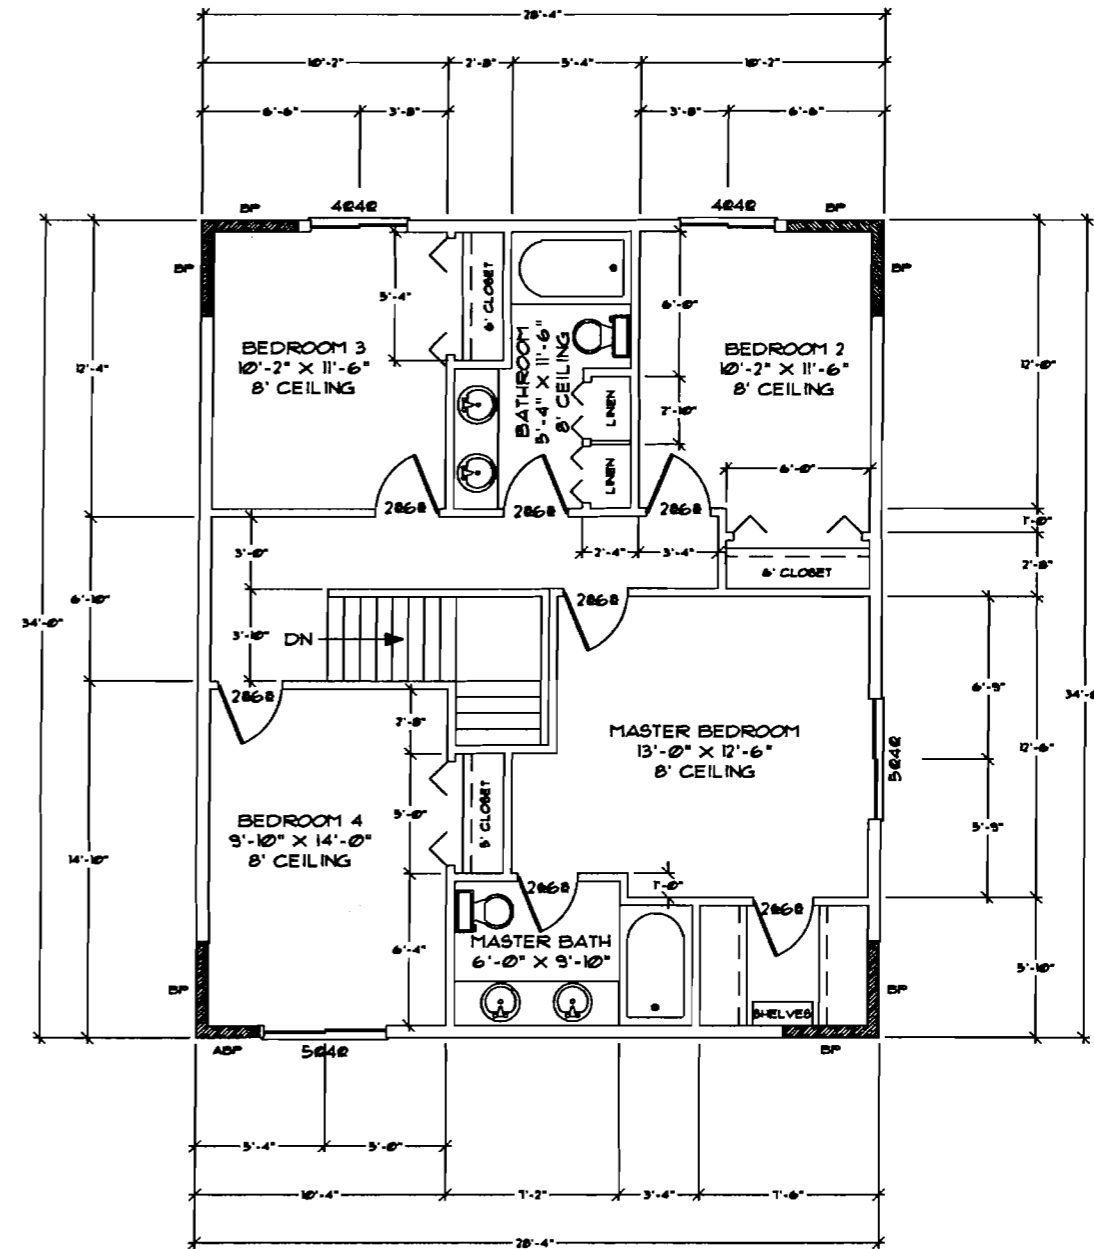 28'-4"
10'-2" 2'-8" 5'-4" 10'-2"
6'-6" 3'-8" 3'-8" 6'-6"
BP 4040 4040 BP
BP BP
6' CLOSET
5'-4"
6'-0"
BEDROOM 3
10'-2" X 11'-6"
8' CEILING
BATHROOM
5'-4" X 11'-6"
8' CEILING
BEDROOM 2
10'-2" X 11'-6"
8' CEILING
12'-4"
12'-0"
LINEN
2'-10"
LINEN
6'-0"
2868 2868 2868
1'-0"
3'-0"
2'-4" 3'-4"
2'-8"
6' CLOSET
6'-10"
2868
34'-0"
3'-10"
DN
2868
6'-9"
34'-0"
2'-8"
MASTER BEDROOM
13'-0" X 12'-6"
8' CEILING
12'-6"
5040
BEDROOM 4
9'-10" X 14'-0"
8' CEILING
5'-0"
5' CLOSET
5'-9"
14'-10"
2868
1'-0"
2868
6'-4"
MASTER BATH
6'-0" X 9'-10"
5'-10"
BP BP
SHELVES
ABP 5040 BP
5'-4" 5'-0"
10'-4" 7'-2" 3'-4" 7'-6"
28'-4"